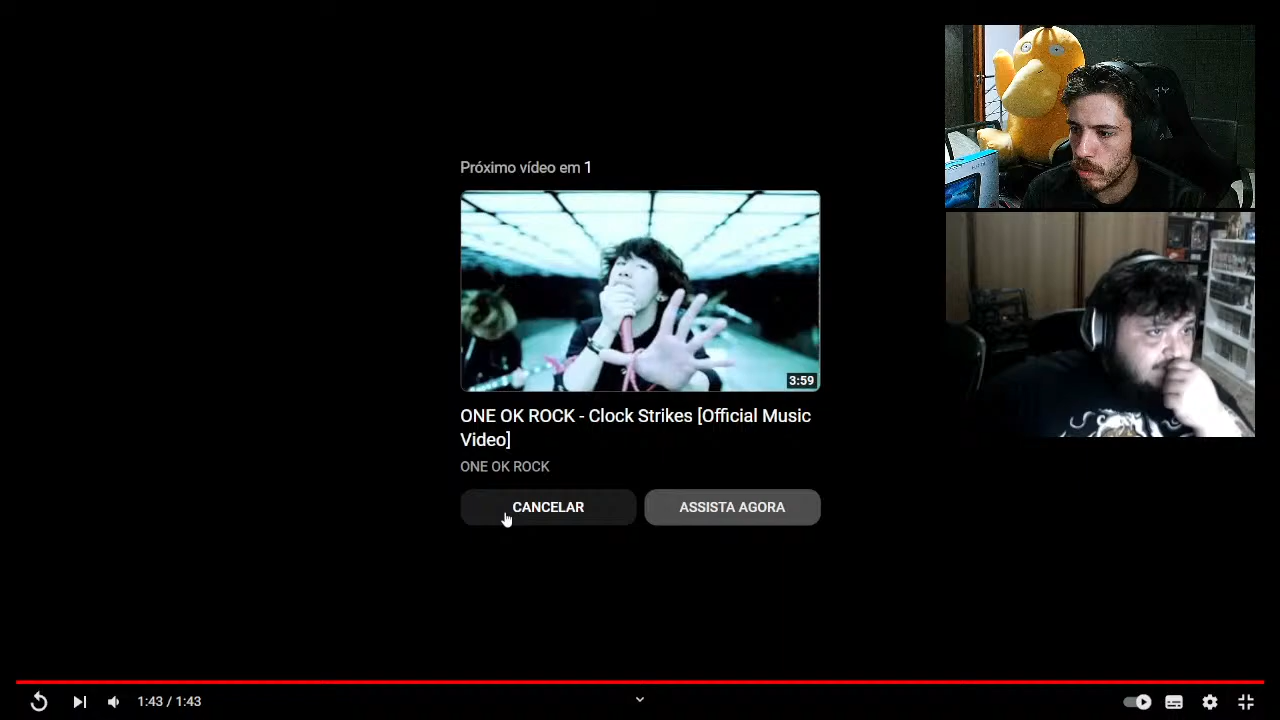 Próximo vídeo em 1
3:59
ONE OK ROCK - Clock Strikes [Official Music
Video]
ONE OK ROCK
CANCELAR
ASSISTA AGORA
1:43 / 1:43